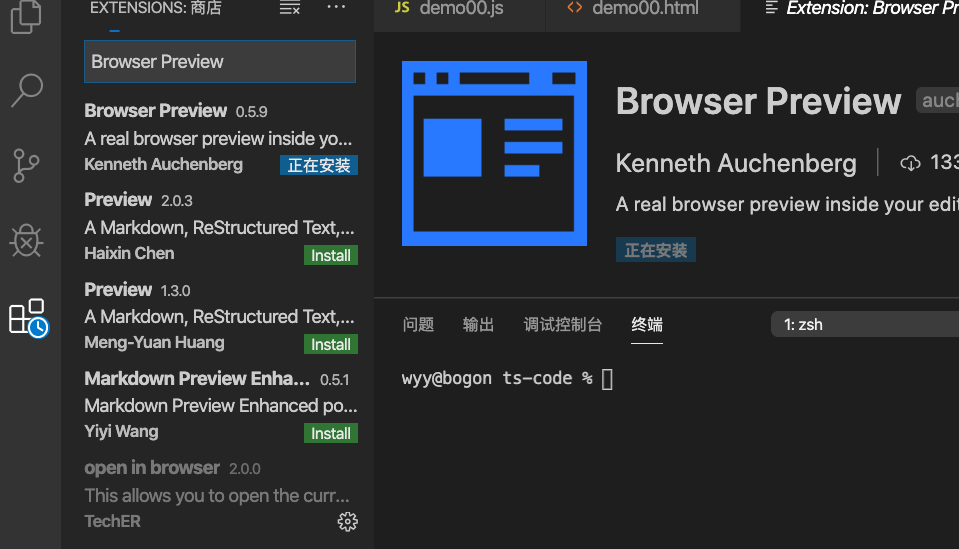 EXTENSIONS: 商店
Browser Preview
Browser Preview 0.5.9
A real browser preview inside yo...
Kenneth Auchenberg 正在安装
Preview 2.0.3
A Markdown, ReStructured Text,...
Haixin Chen Install
Preview 1.3.0
A Markdown, ReStructured Text,...
Meng-Yuan Huang Install
Markdown Preview Enha... 0.5.1
Markdown Preview Enhanced po...
Yiyi Wang Install
open in browser 2.0.0
This allows you to open the curr...
TechER
JS demo00.js <> demo00.html Extension: Browser Pr
Browser Preview auch
Kenneth Auchenberg 133
A real browser preview inside your edit
正在安装
问题 输出 调试控制台 终端 1: zsh
wyy@bogon ts-code %